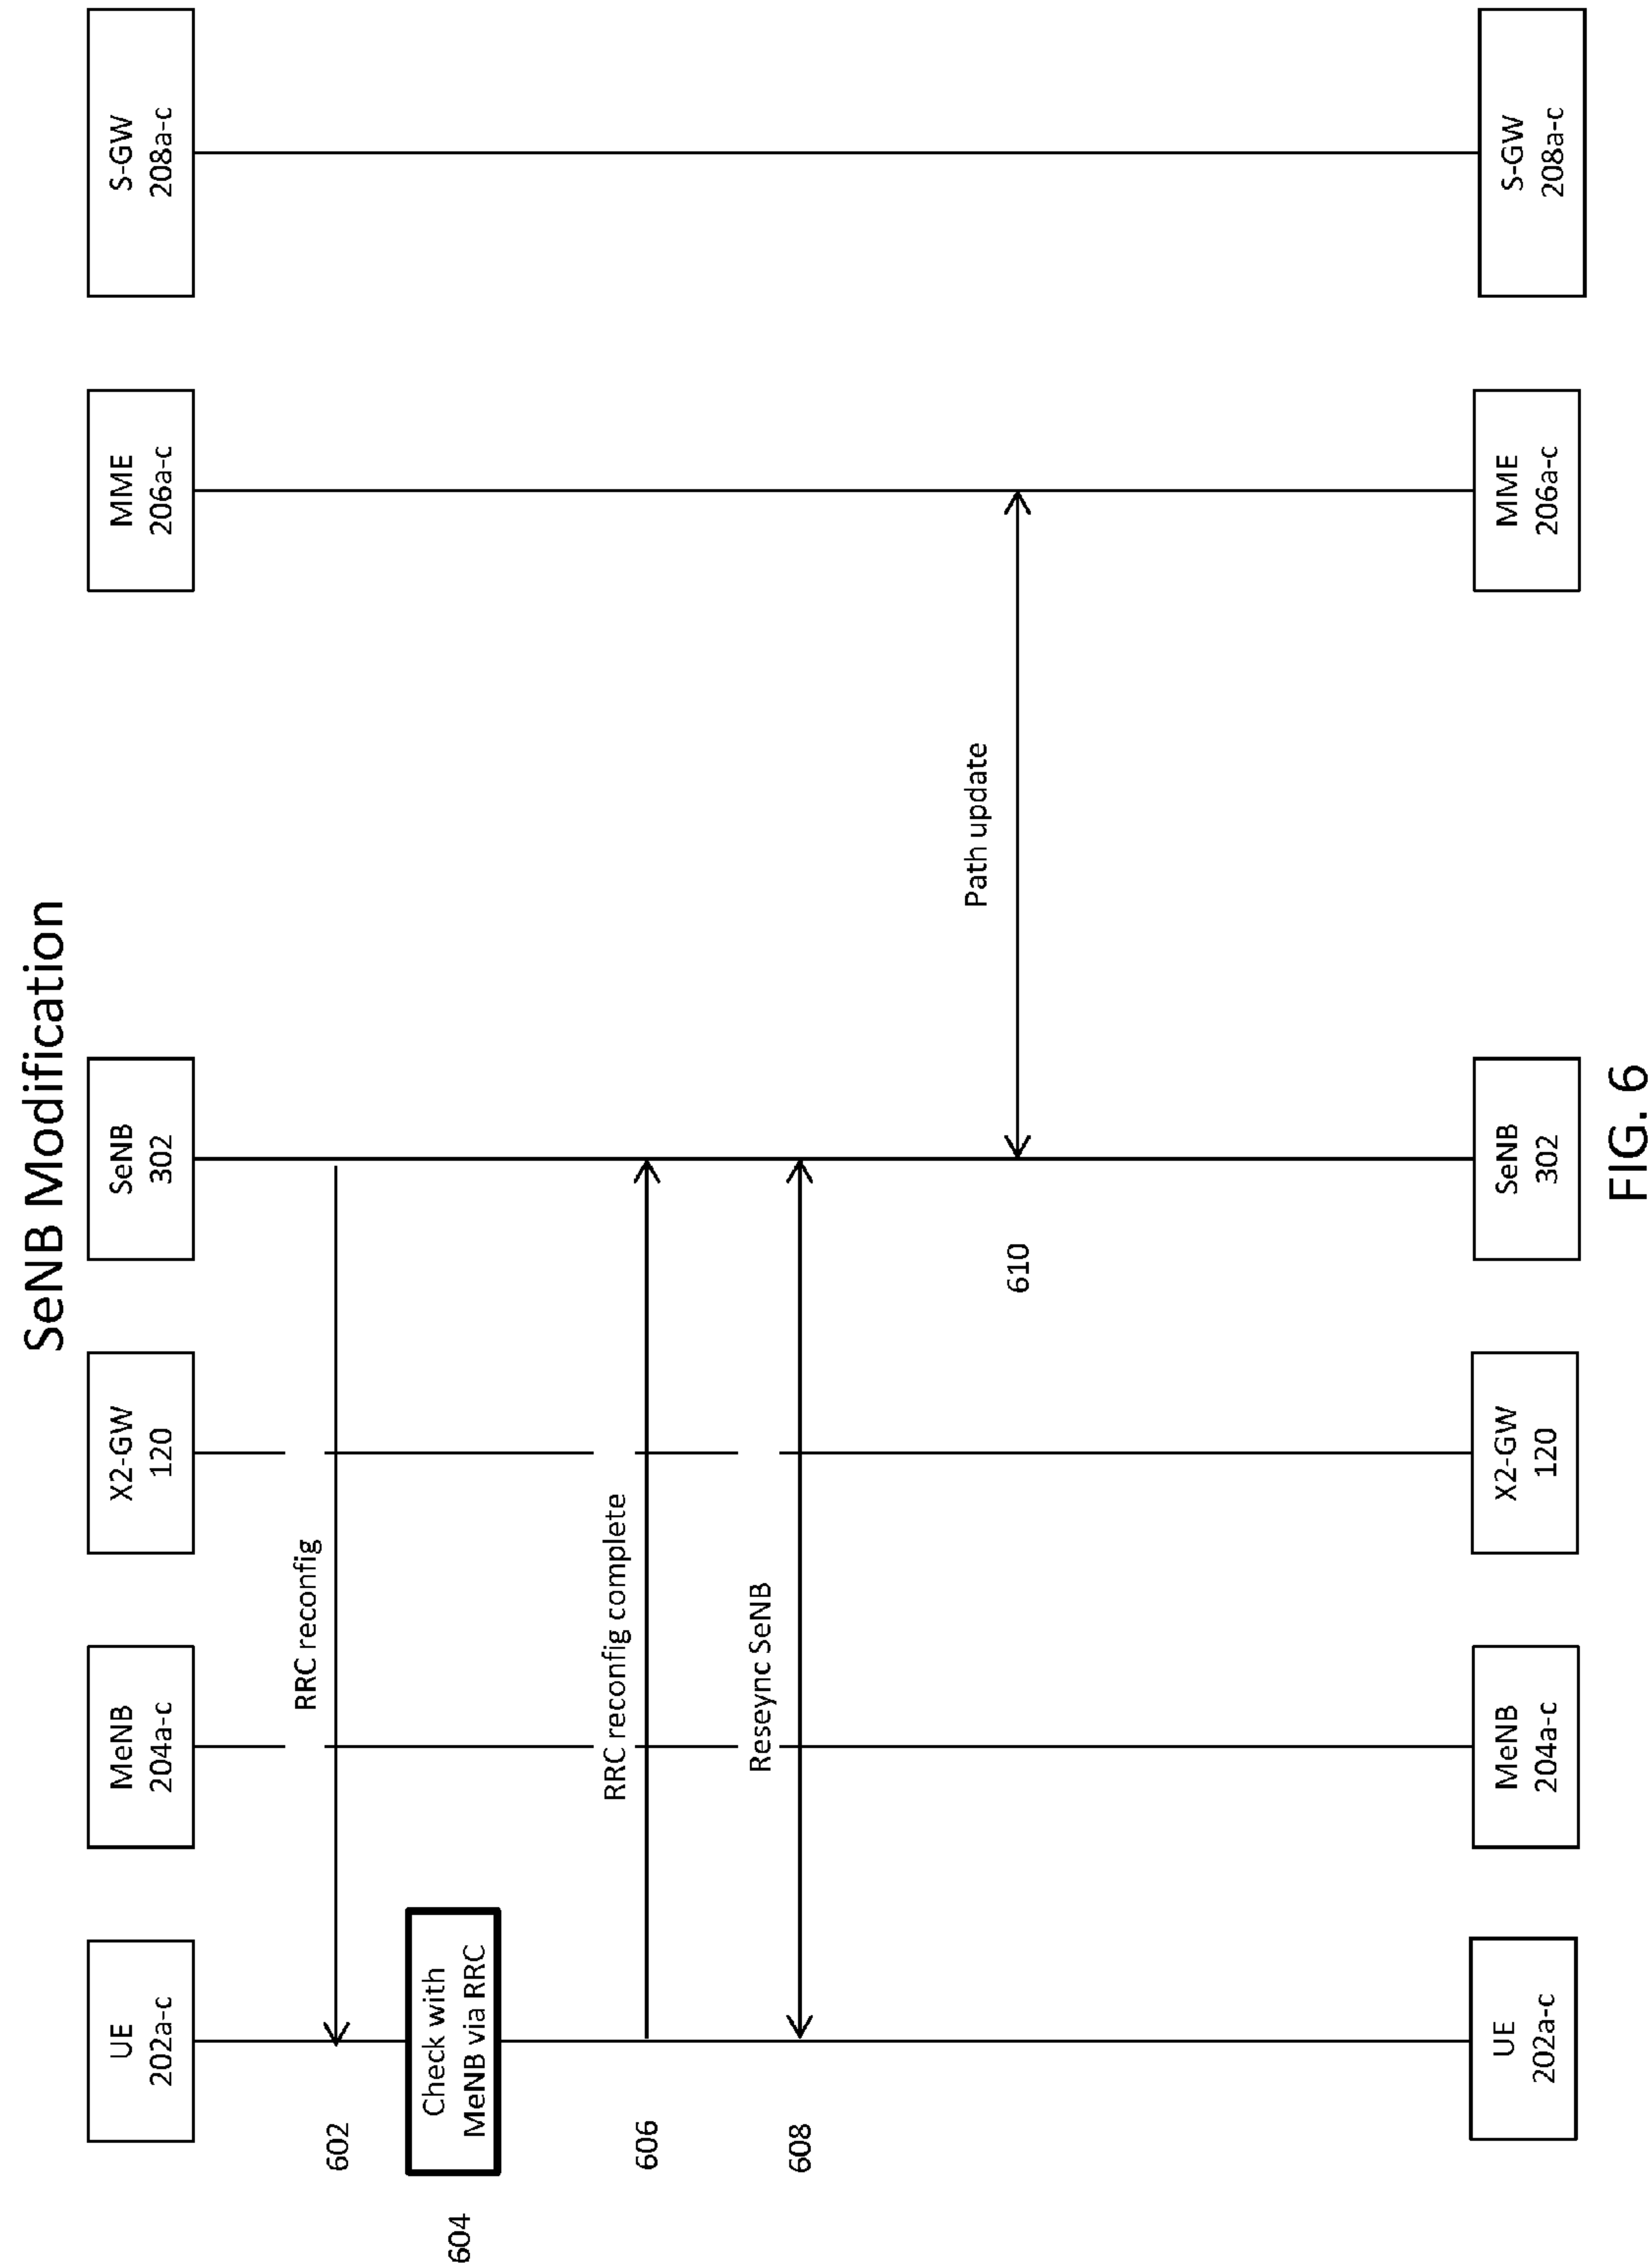 SeNB Modification
UE
202a-c
MeNB
204a-c
X2-GW
120
SeNB
302
MME
206a-c
S-GW
208a-c
602
RRC reconfig
604
Check with
MeNB via RRC
606
RRC reconfig complete
608
Resync SeNB
610
Path update
UE
202a-c
MeNB
204a-c
X2-GW
120
SeNB
302
MME
206a-c
S-GW
208a-c
FIG. 6